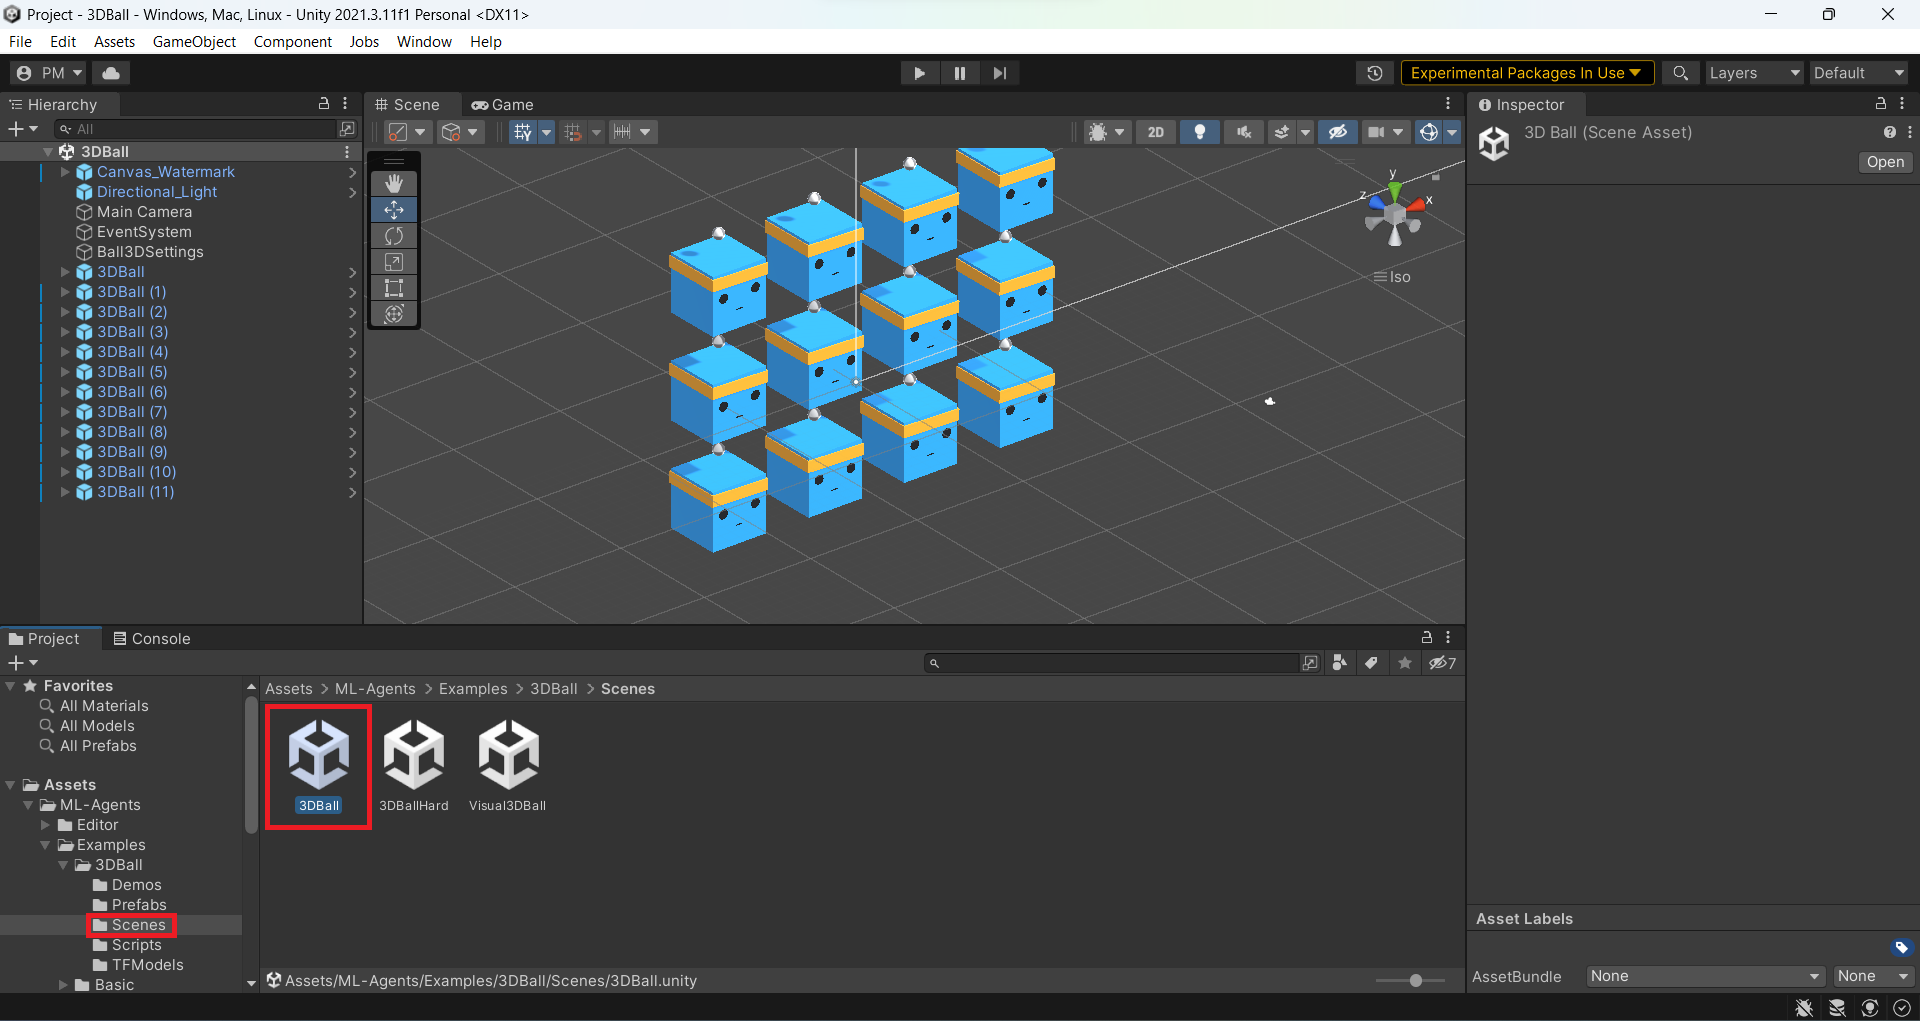 Project - 3DBall - Windows, Mac, Linux - Unity 2021.3.11f1 Personal <DX11>
File Edit Assets GameObject Component Jobs Window Help
PM Experimental Packages In Use Layers Default
Hierarchy
All
3DBall
Canvas_Watermark
Directional_Light
Main Camera
EventSystem
Ball3DSettings
3DBall
3DBall (1)
3DBall (2)
3DBall (3)
3DBall (4)
3DBall (5)
3DBall (6)
3DBall (7)
3DBall (8)
3DBall (9)
3DBall (10)
3DBall (11)
Scene Game
2D
y
z x
Iso
Inspector
3D Ball (Scene Asset)
Open
Project Console
7
Favorites
All Materials
All Models
All Prefabs
Assets
ML-Agents
Editor
Examples
3DBall
Demos
Prefabs
Scenes
Scripts
TFModels
Basic
Assets > ML-Agents > Examples > 3DBall > Scenes
3DBall 3DBallHard Visual3DBall
Assets/ML-Agents/Examples/3DBall/Scenes/3DBall.unity
Asset Labels
AssetBundle None None